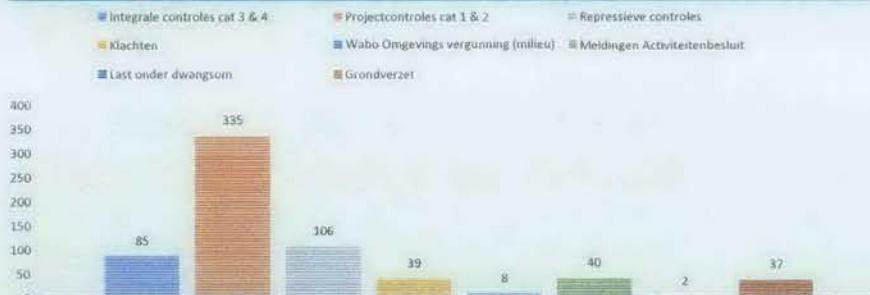 Integrale controles cat 3 & 4 Projectcontroles cat 1 & 2 Repressieve controles
Klachten Wabo Omgevings vergunning (milieu) Meldingen Activiteitenbesluit
Last onder dwangsom Grondverzet
400
350
300
250
200
150
100
50
0
85 335 106 39 8 40 2 37